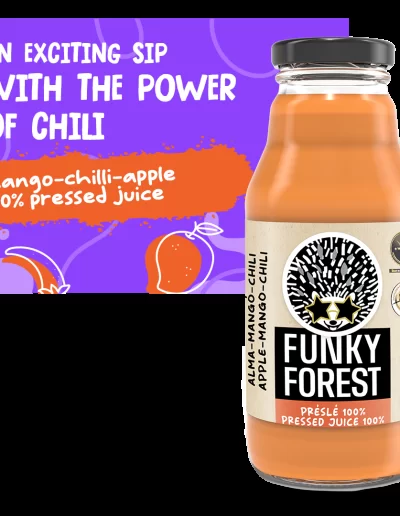 N EXCITING SIP
WITH THE POWER
OF CHILI
ango-chilli-apple
0% pressed juice
ALMA-MANGÓ-CHILI
APPLE-MANGO-CHILI
FUNKY
FOREST
PRÉSLÉ 100%
PRESSED JUICE 100%